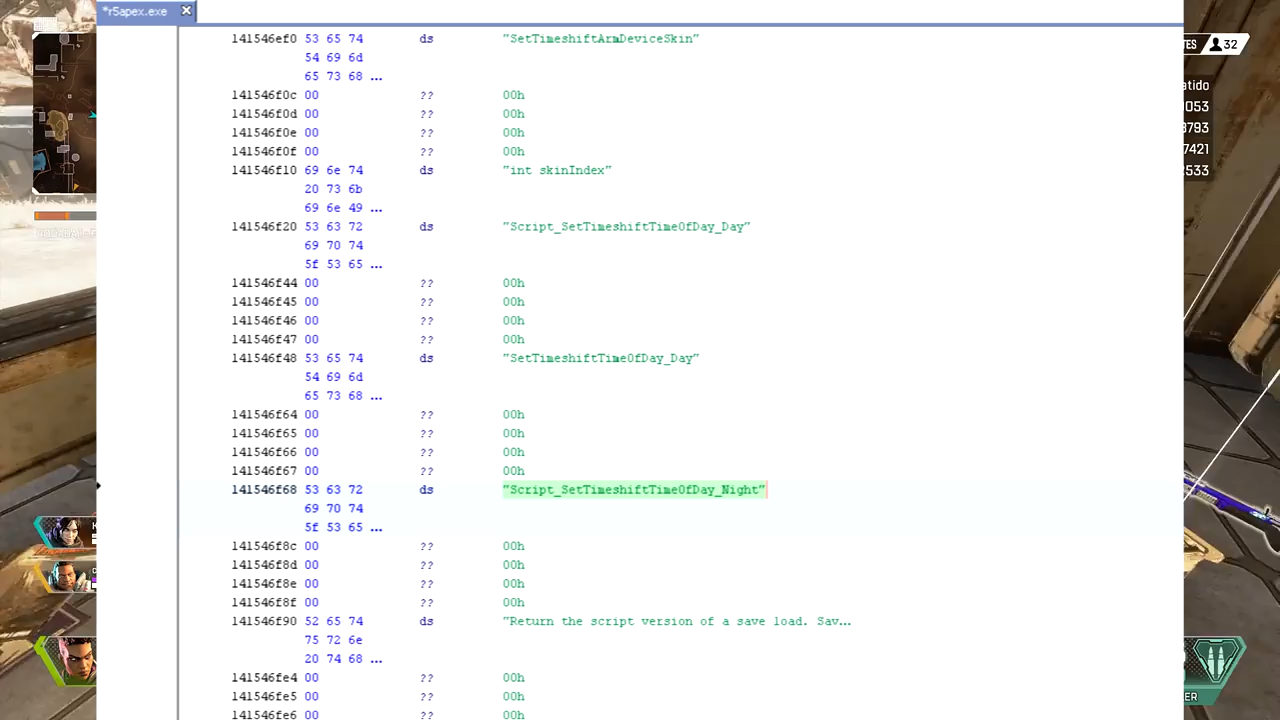 *r5apex.exe
141546ef0 53 65 74 ds "SetTimeshiftArmDeviceSkin"
54 69 6d
65 73 68 ...
141546f0c 00 ?? 00h
141546f0d 00 ?? 00h
141546f0e 00 ?? 00h
141546f0f 00 ?? 00h
141546f10 69 6e 74 ds "int skinIndex"
20 73 6b
69 6e 49 ...
141546f20 53 63 72 ds "Script_SetTimeshiftTimeOfDay_Day"
69 70 74
5f 53 65 ...
141546f44 00 ?? 00h
141546f45 00 ?? 00h
141546f46 00 ?? 00h
141546f47 00 ?? 00h
141546f48 53 65 74 ds "SetTimeshiftTimeOfDay_Day"
54 69 6d
65 73 68 ...
141546f64 00 ?? 00h
141546f65 00 ?? 00h
141546f66 00 ?? 00h
141546f67 00 ?? 00h
141546f68 53 63 72 ds "Script_SetTimeshiftTimeOfDay_Night"
69 70 74
5f 53 65 ...
141546f8c 00 ?? 00h
141546f8d 00 ?? 00h
141546f8e 00 ?? 00h
141546f8f 00 ?? 00h
141546f90 52 65 74 ds "Return the script version of a save load. Sav...
75 72 6e
20 74 68 ...
141546fe4 00 ?? 00h
141546fe5 00 ?? 00h
141546fe6 00 ?? 00h
TES 32
atido
0053
3793
7421
2533
ER